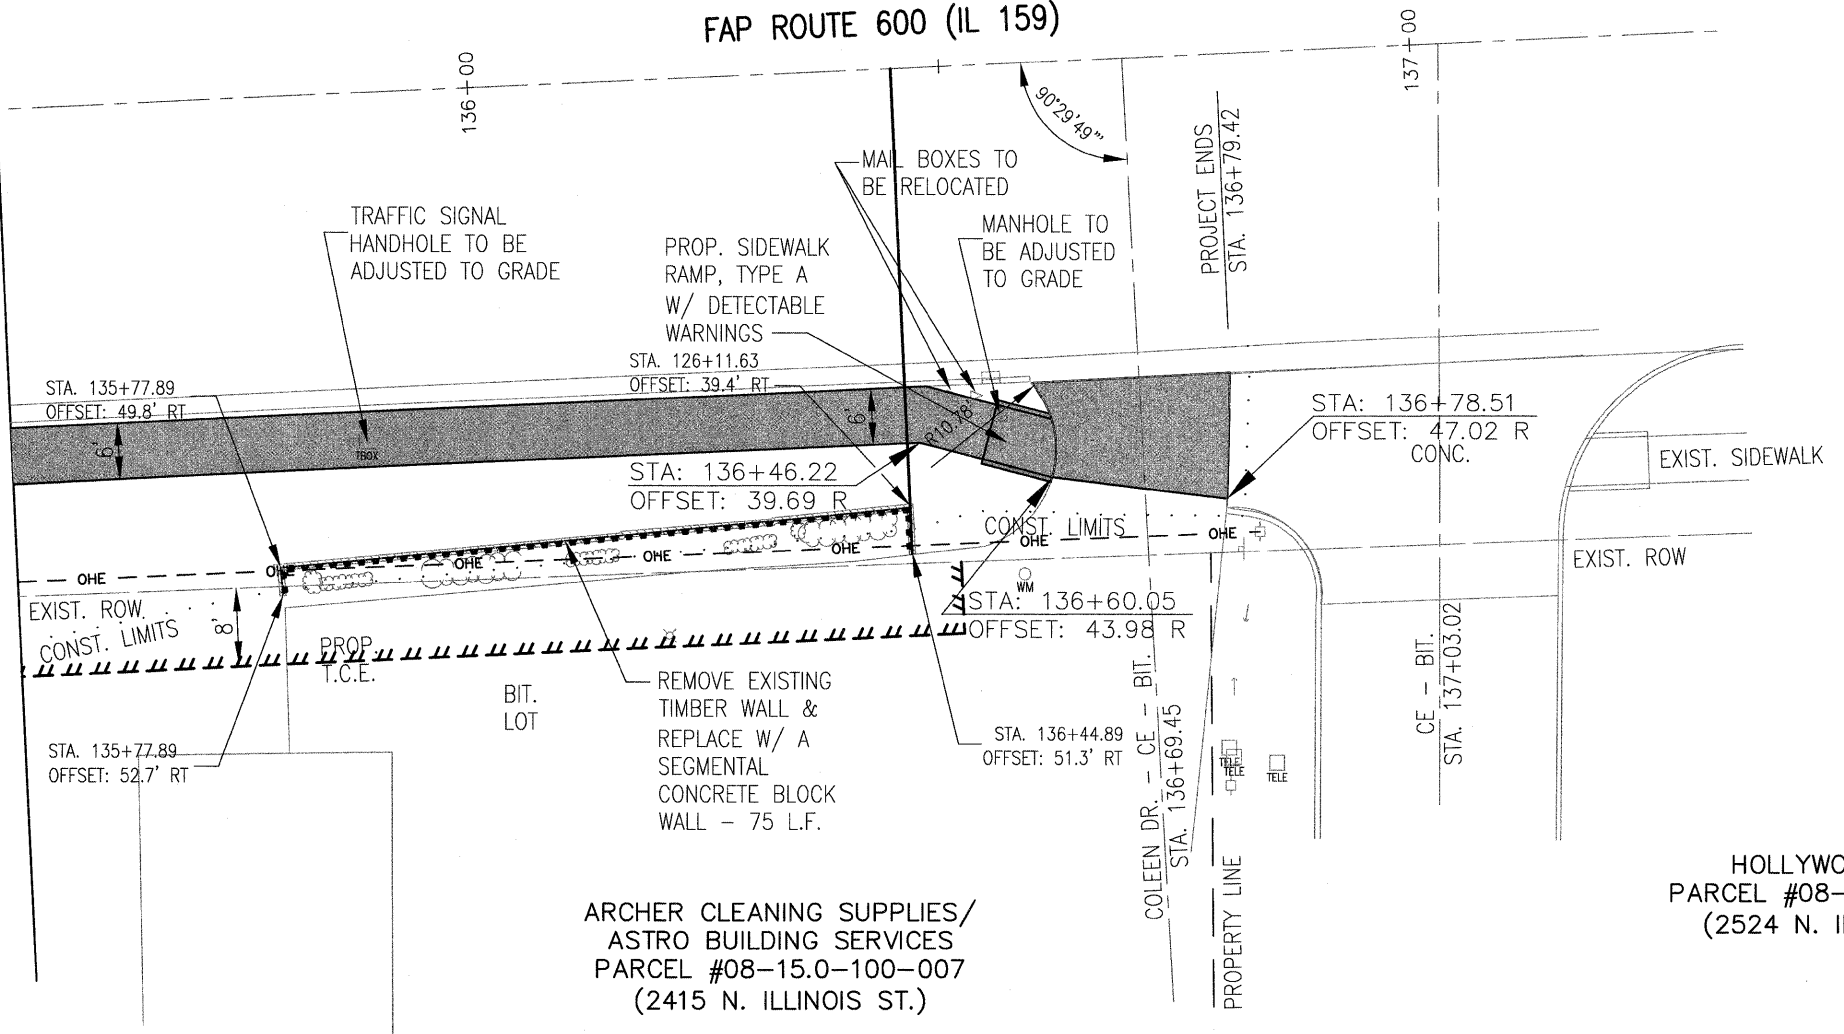 FAP ROUTE 600 (IL 159)
136+00
137+00
90°29'49"'
MAIL BOXES TO
BE RELOCATED
PROJECT ENDS
STA. 136+79.42
TRAFFIC SIGNAL
HANDHOLE TO BE
ADJUSTED TO GRADE
PROP. SIDEWALK
RAMP, TYPE A
W/ DETECTABLE
WARNINGS
MANHOLE TO
BE ADJUSTED
TO GRADE
STA. 126+11.63
OFFSET: 39.4' RT
STA. 135+77.89
OFFSET: 49.8' RT
6'
TBOX
6'
R10.78'
STA: 136+46.22
OFFSET: 39.69 R
STA: 136+78.51
OFFSET: 47.02 R
CONC.
EXIST. SIDEWALK
CONST. LIMITS
OHE
OHE
OHE
OHE
OHE
OHE
OHE
EXIST. ROW
EXIST. ROW
CONST. LIMITS
8'
WM
STA: 136+60.05
OFFSET: 43.98 R
PROP.
T.C.E.
BIT.
LOT
REMOVE EXISTING
TIMBER WALL &
REPLACE W/ A
SEGMENTAL
CONCRETE BLOCK
WALL – 75 L.F.
STA. 136+44.89
OFFSET: 51.3' RT
STA. 135+77.89
OFFSET: 52.7' RT
COLEEN DR. – CE – BIT.
STA. 136+69.45
CE – BIT.
STA. 137+03.02
TELE
TELE
TELE
PROPERTY LINE
ARCHER CLEANING SUPPLIES/
ASTRO BUILDING SERVICES
PARCEL #08–15.0–100–007
(2415 N. ILLINOIS ST.)
HOLLYWO
PARCEL #08–
(2524 N. I